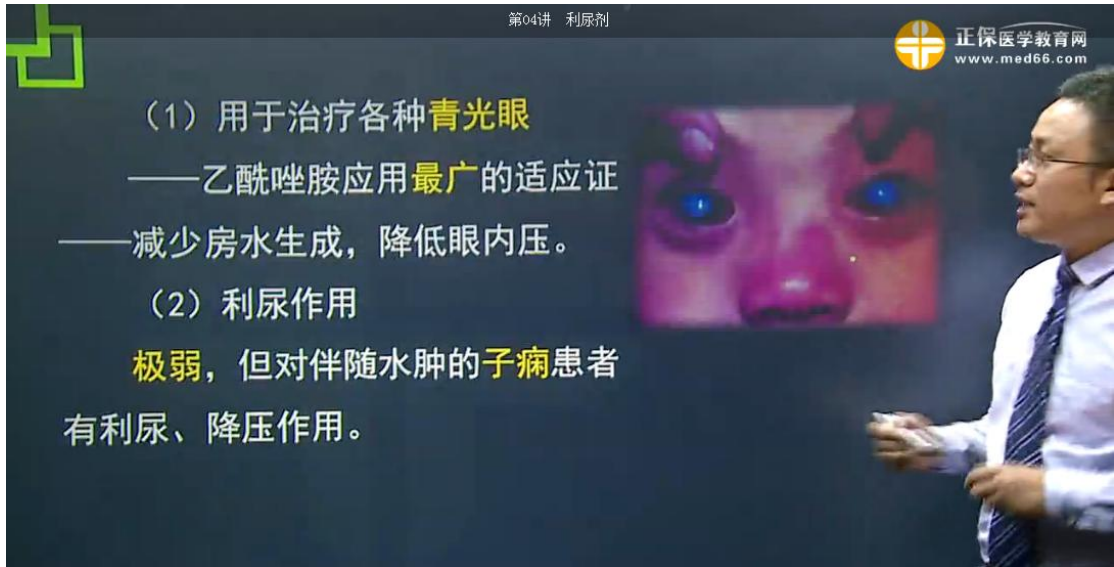 第04讲 利尿剂
正保医学教育网
www.med66.com
（1）用于治疗各种青光眼
——乙酰唑胺应用最广的适应证
——减少房水生成，降低眼内压。
（2）利尿作用
极弱，但对伴随水肿的子痫患者
有利尿、降压作用。